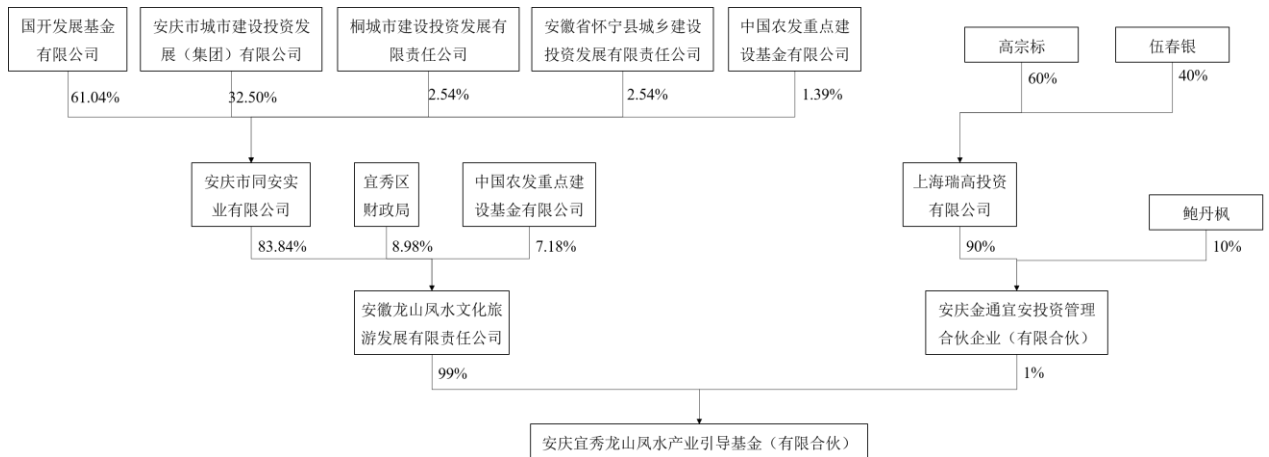 国开发展基金
有限公司
安庆市城市建设投资发
展（集团）有限公司
桐城市建设投资发展有
限责任公司
安徽省怀宁县城乡建设
投资发展有限责任公司
中国农发重点建
设基金有限公司
高宗标
伍春银
61.04%
32.50%
2.54%
2.54%
1.39%
60%
40%
安庆市同安实
业有限公司
宜秀区
财政局
中国农发重点建
设基金有限公司
上海瑞高投资
有限公司
鲍丹枫
83.84%
8.98%
7.18%
90%
10%
安徽龙山凤水文化旅
游发展有限责任公司
安庆金通宜安投资管理
合伙企业（有限合伙）
99%
1%
安庆宜秀龙山凤水产业引导基金（有限合伙）